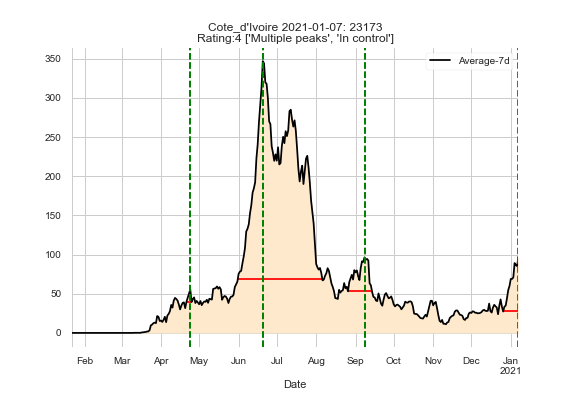 Cote_d'Ivoire 2021-01-07: 23173
Rating:4 ['Multiple peaks', 'In control']
Average-7d
350
300
250
200
150
100
50
0
Feb Mar Apr May Jun Jul Aug Sep Oct Nov Dec Jan
2021
Date